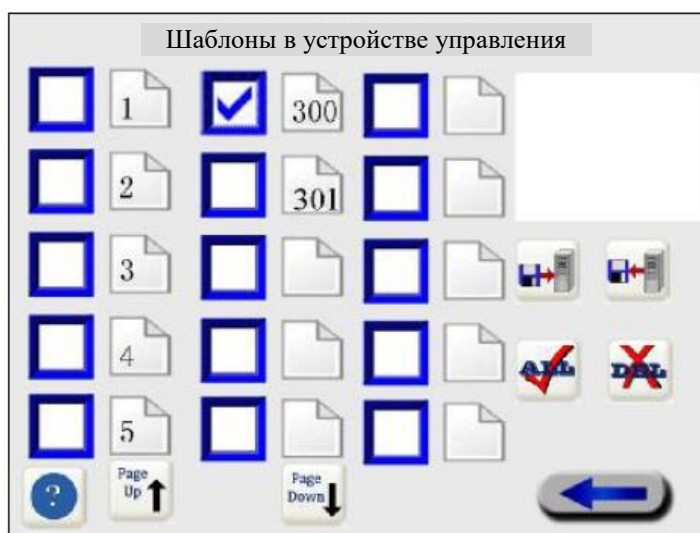 Шаблоны в устройстве управления
1
300
2
301
3
4
5
ALL
DEL
?
Page
Up
Page
Down